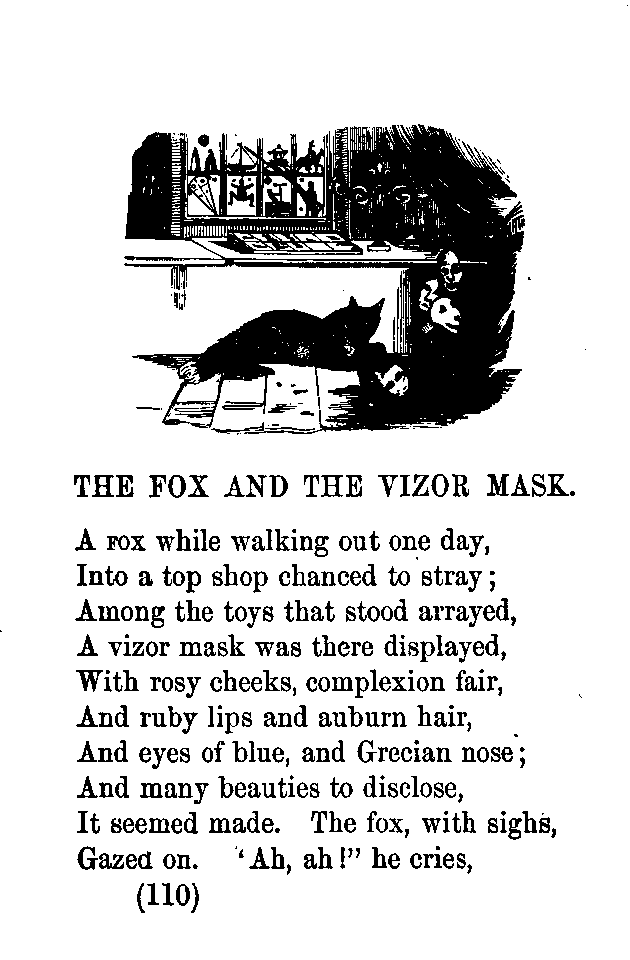 THE FOX AND THE VIZOR MASK.
A FOX while walking out one day,
Into a top shop chanced to stray;
Among the toys that stood arrayed,
A vizor mask was there displayed,
With rosy cheeks, complexion fair,
And ruby lips and auburn hair,
And eyes of blue, and Grecian nose;
And many beauties to disclose,
It seemed made. The fox, with sighs,
Gazed on. ‘Ah, ah!” he cries,
(110)